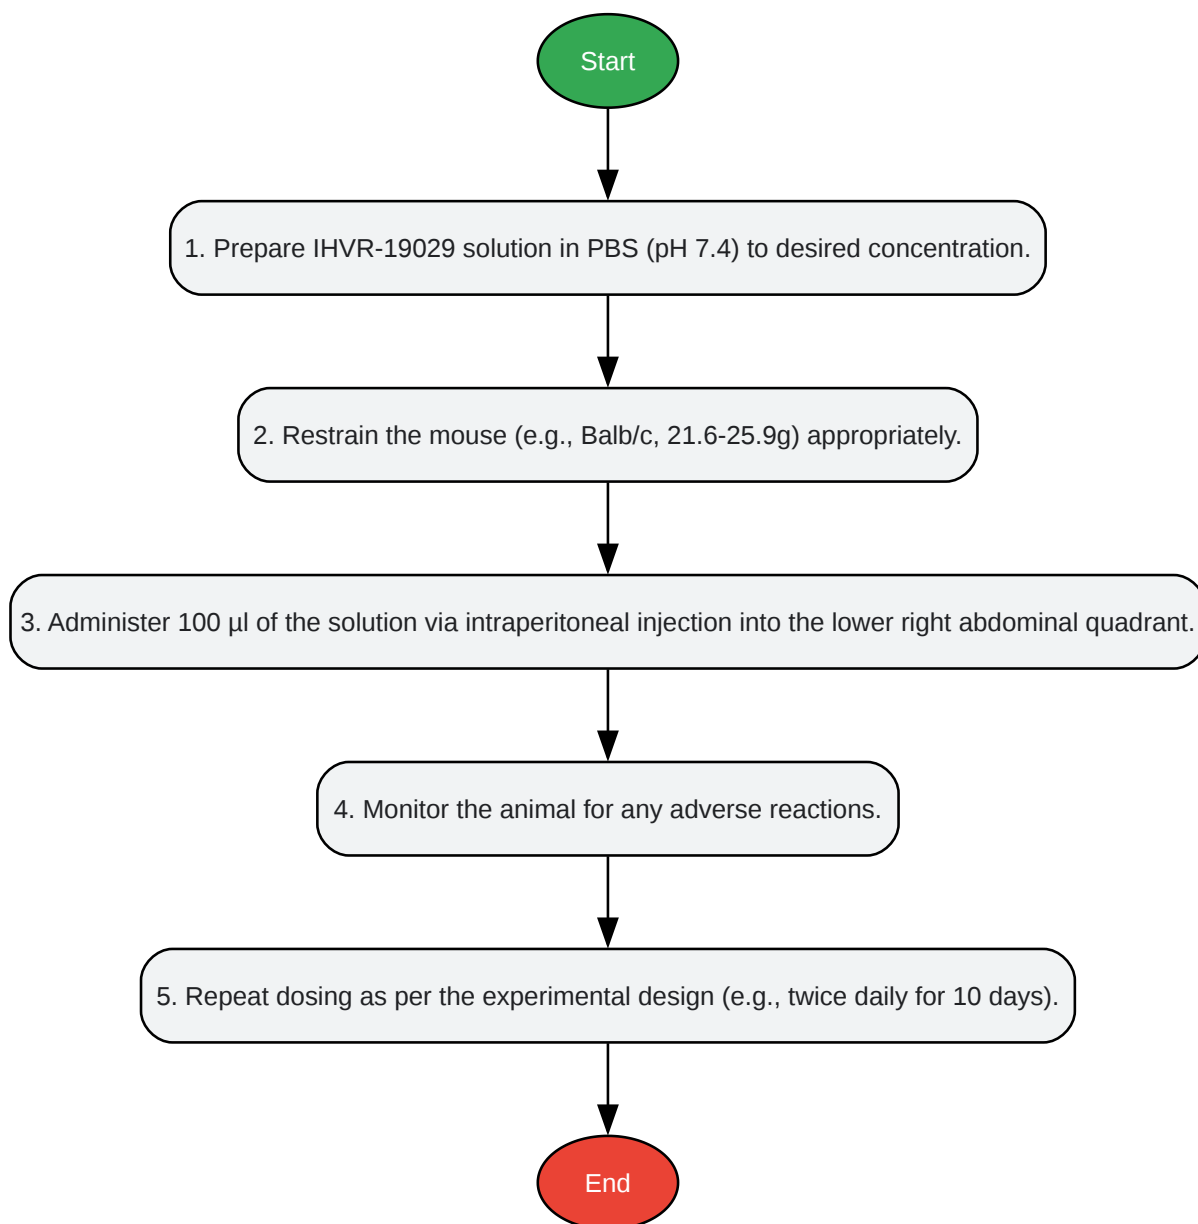 Start
1. Prepare IHVR-19029 solution in PBS (pH 7.4) to desired concentration.
2. Restrain the mouse (e.g., Balb/c, 21.6-25.9g) appropriately.
3. Administer 100 µl of the solution via intraperitoneal injection into the lower right abdominal quadrant.
4. Monitor the animal for any adverse reactions.
5. Repeat dosing as per the experimental design (e.g., twice daily for 10 days).
End